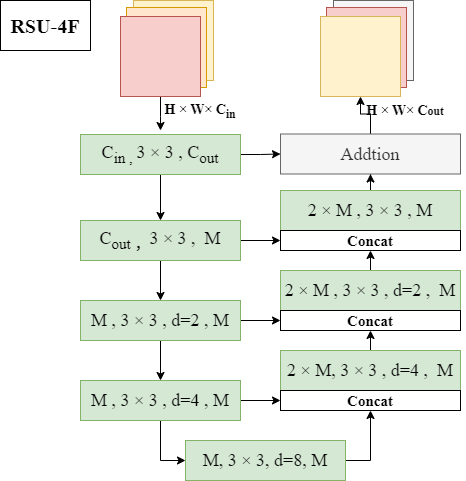 RSU-4F
H × W× Cin
H × W× Cout
Cin , 3 × 3 , Cout
Addtion
2 × M , 3 × 3 , M
Cout , 3 × 3 , M
Concat
2 × M , 3 × 3 , d=2 , M
M , 3 × 3 , d=2 , M
Concat
2 × M, 3 × 3 , d=4 , M
M , 3 × 3 , d=4 , M
Concat
M, 3 × 3, d=8, M